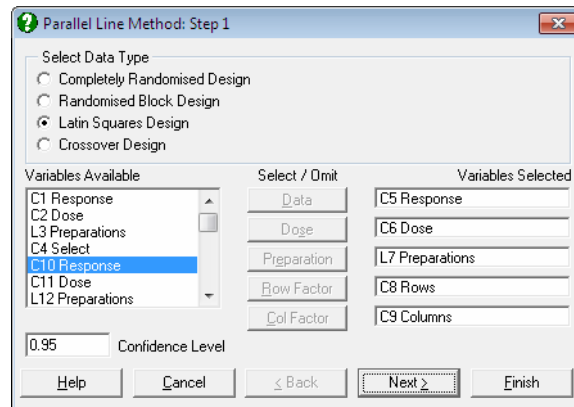 Parallel Line Method: Step 1
Select Data Type
Completely Randomised Design
Randomised Block Design
Latin Squares Design
Crossover Design
Variables Available
Select / Omit
Variables Selected
C1 Response
C2 Dose
L3 Preparations
C4 Select
C10 Response
C11 Dose
L12 Preparations
Data
Dose
Preparation
Row Factor
Col Factor
C5 Response
C6 Dose
L7 Preparations
C8 Rows
C9 Columns
0.95 Confidence Level
Help
Cancel
< Back
Next >
Finish